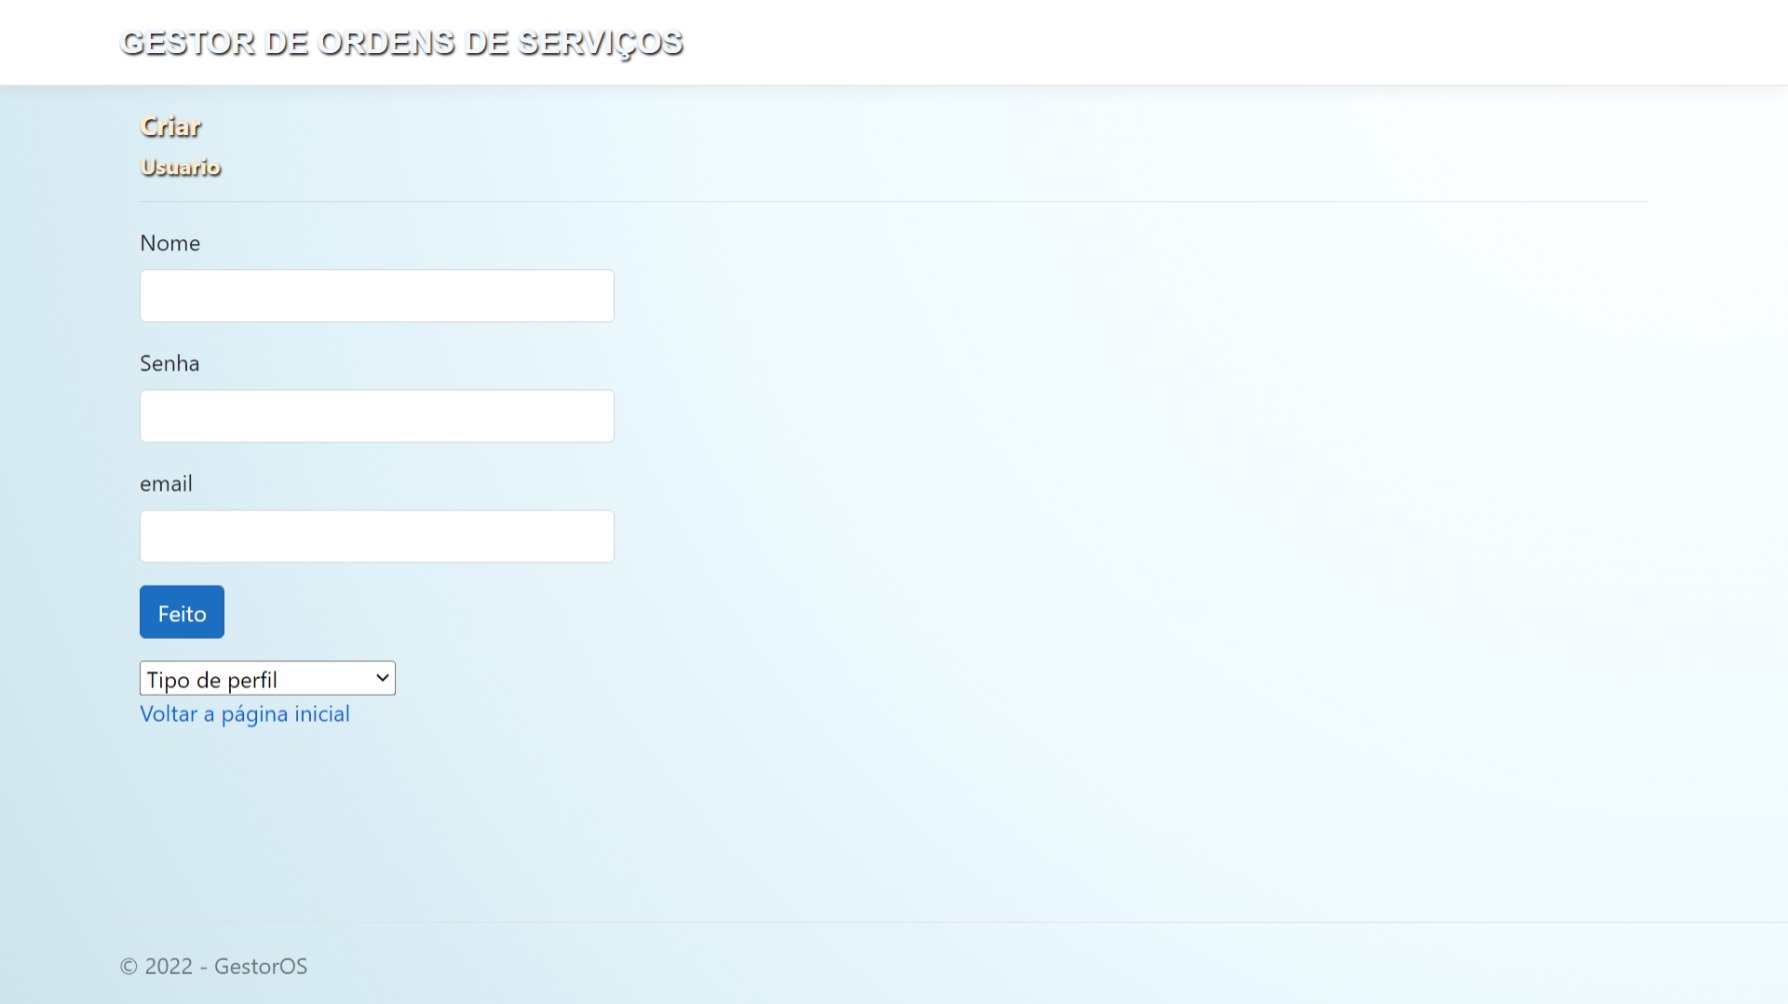 GESTOR DE ORDENS DE SERVIÇOS
Criar
Usuario
Nome
Senha
email
Feito
Tipo de perfil
Voltar a página inicial
© 2022 - GestorOS